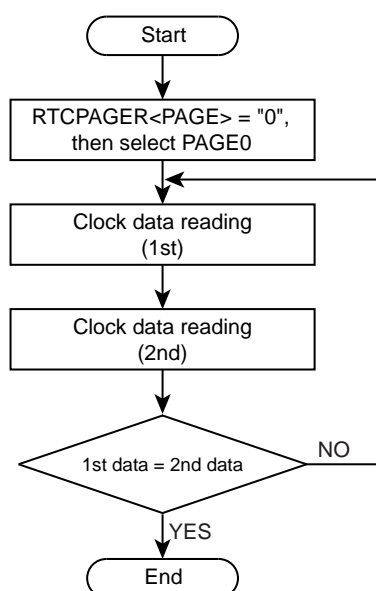 Start
RTCPAGER<PAGE> = "0",
then select PAGE0
Clock data reading
(1st)
Clock data reading
(2nd)
1st data = 2nd data
NO
YES
End